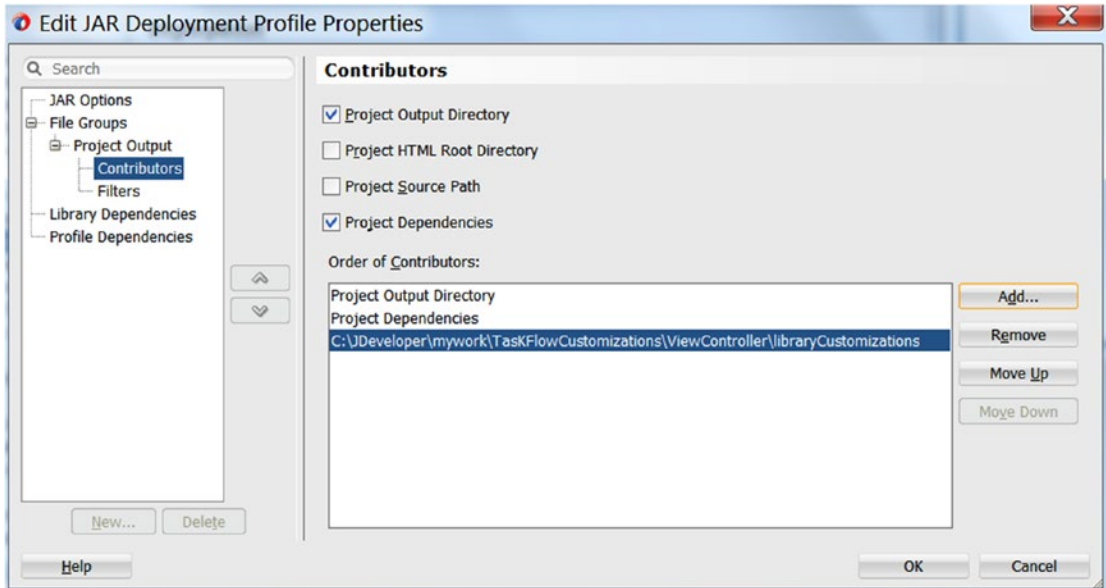 Edit JAR Deployment Profile Properties
X
Search
JAR Options
File Groups
Project Output
Contributors
Filters
Library Dependencies
Profile Dependencies
New...
Delete
Contributors
Project Output Directory
Project HTML Root Directory
Project Source Path
Project Dependencies
Order of Contributors:
Project Output Directory
Project Dependencies
C:\JDeveloper\mywork\TasKFlowCustomizations\ViewController\libraryCustomizations
Add...
Remove
Move Up
Move Down
Help
OK
Cancel